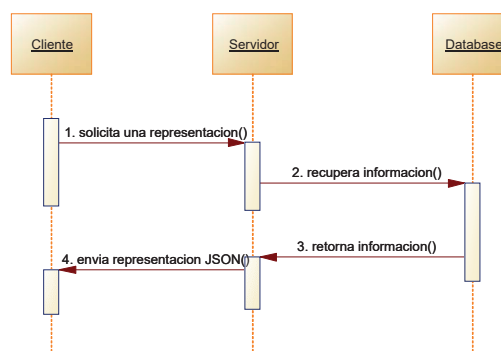 Cliente
Servidor
Database
1. solicita una representacion()
2. recupera informacion()
3. retorna informacion()
4. envia representacion JSON()